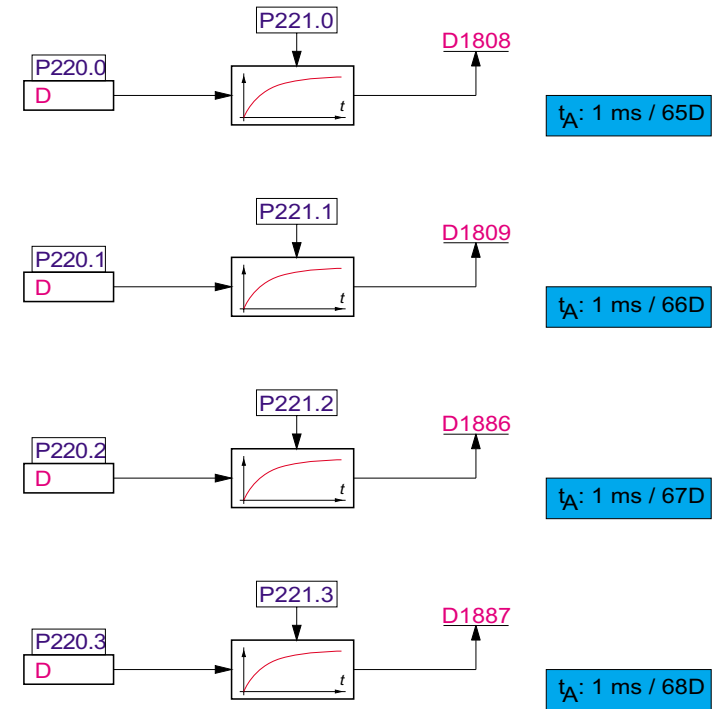 P221.0
D1808
P220.0
D
t
tA: 1 ms / 65D
P221.1
D1809
P220.1
D
t
tA: 1 ms / 66D
P221.2
D1886
P220.2
D
t
tA: 1 ms / 67D
P221.3
D1887
P220.3
D
t
tA: 1 ms / 68D